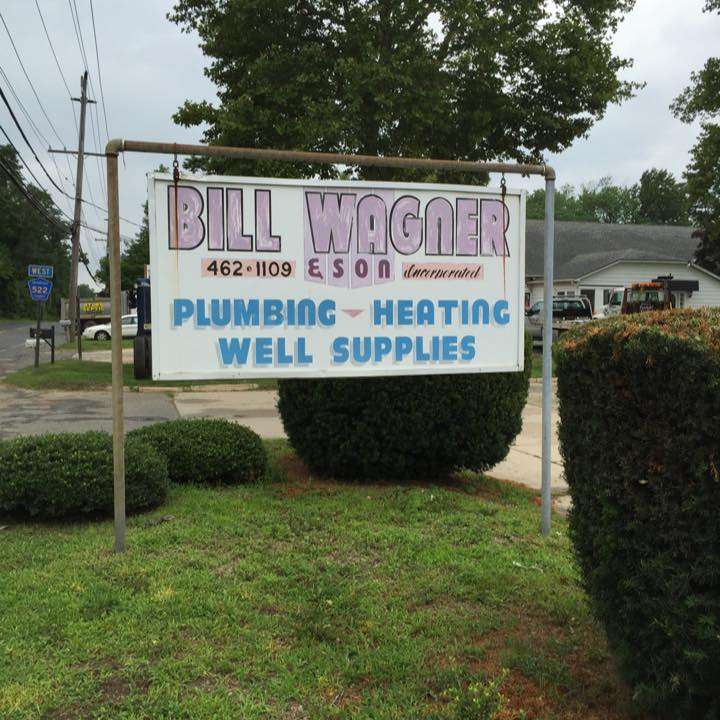 BILL WAGNER
462·1109 & SON Incorporated
PLUMBING HEATING
WELL SUPPLIES
WEST
522